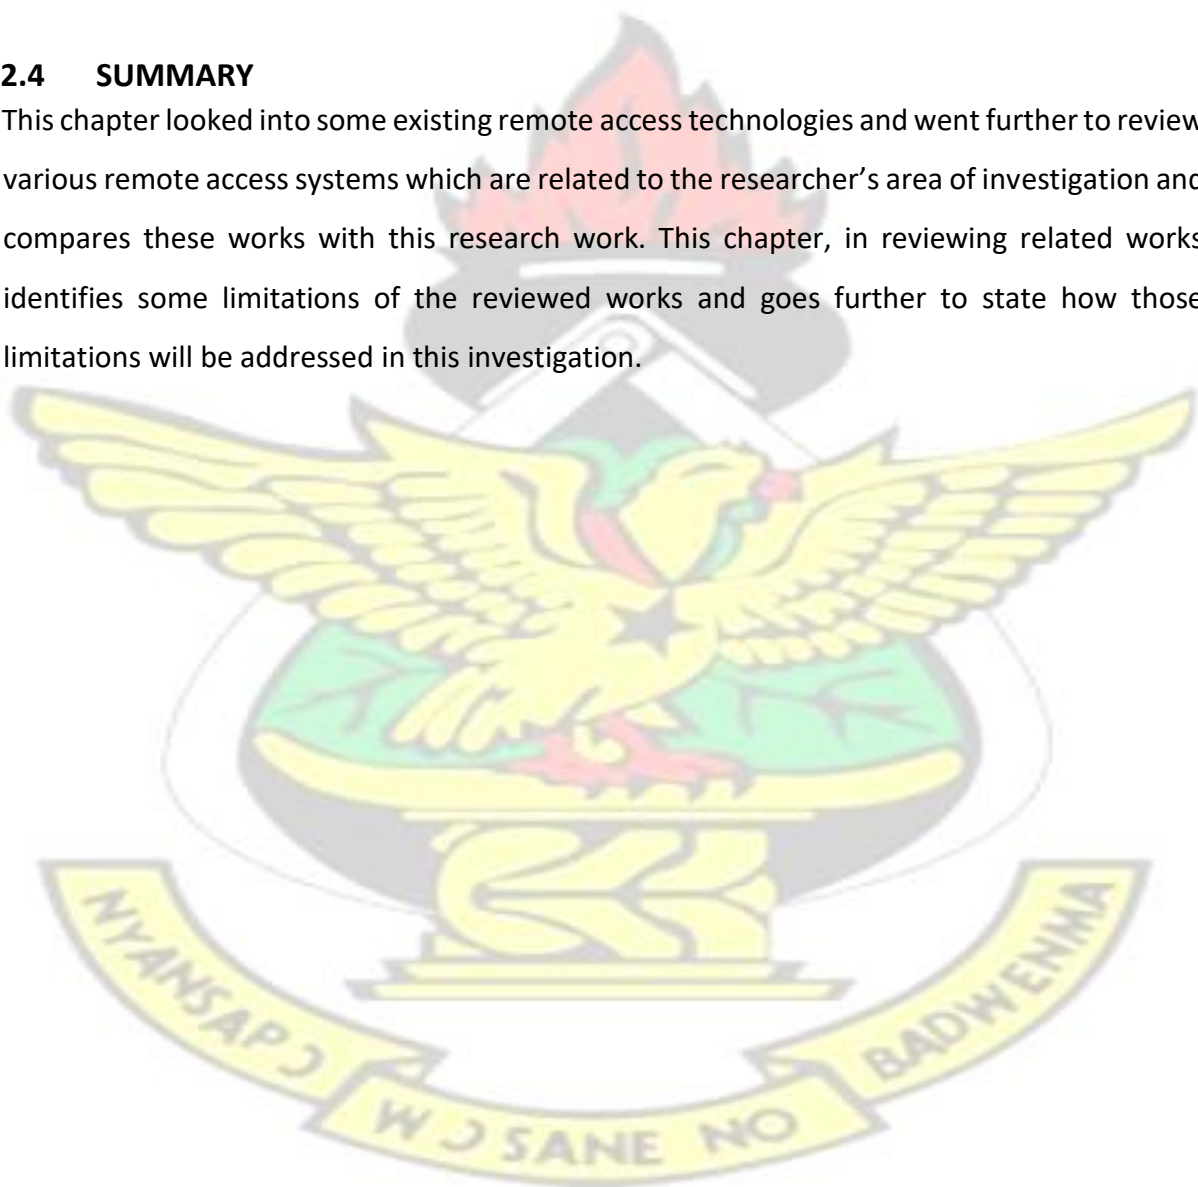 2.4 SUMMARY
This chapter looked into some existing remote access technologies and went further to review
various remote access systems which are related to the researcher’s area of investigation and
compares these works with this research work. This chapter, in reviewing related works
identifies some limitations of the reviewed works and goes further to state how those
limitations will be addressed in this investigation.
NYANSAPƆ
WƆSANE NO
BADWENMA